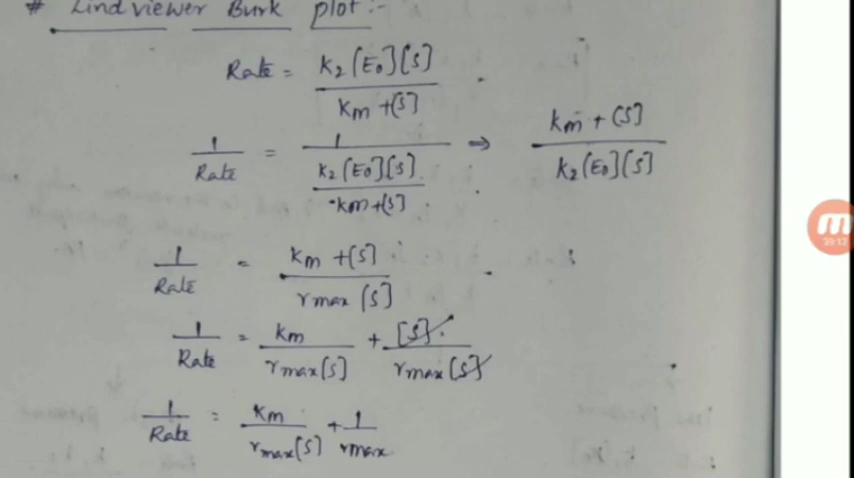 # Lindviewer Burk plot :-
Rate = K2[E0][S] / Km + [S]
1/Rate = 1 / (K2[E0][S] / Km + [S]) ⇒ Km + [S] / K2[E0][S]
1/Rate = Km + [S] / rmax [S]
1/Rate = Km / rmax[S] + [S] / rmax[S]
1/Rate = Km / rmax[S] + 1 / rmax